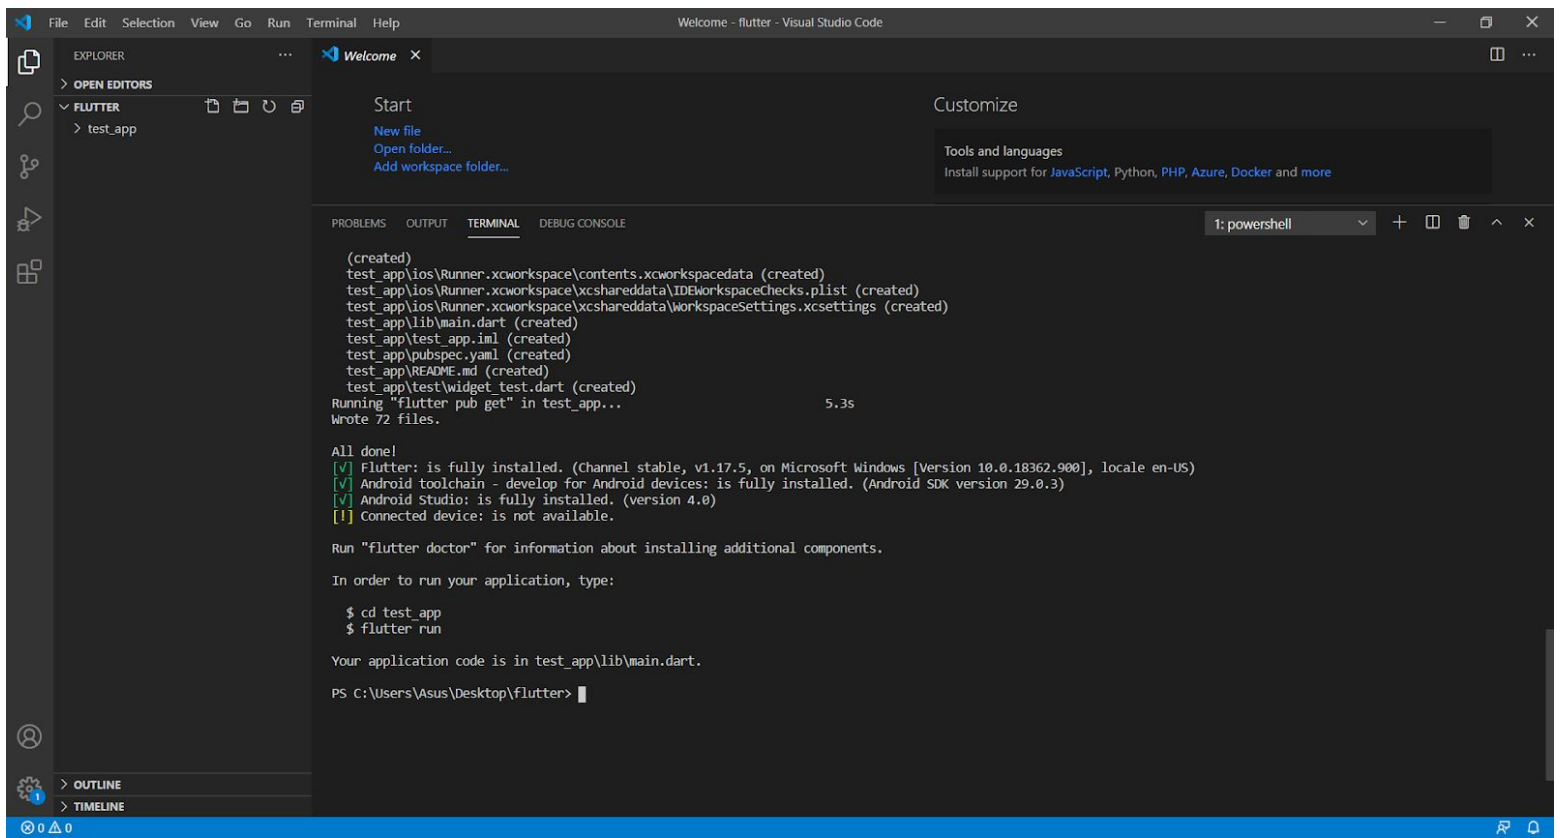 File Edit Selection View Go Run Terminal Help
Welcome - flutter - Visual Studio Code
EXPLORER
OPEN EDITORS
FLUTTER
test_app
Welcome
Start
New file
Open folder...
Add workspace folder...
Customize
Tools and languages
Install support for JavaScript, Python, PHP, Azure, Docker and more
PROBLEMS OUTPUT TERMINAL DEBUG CONSOLE
1: powershell
(created)
test_app\ios\Runner.xcworkspace\contents.xcworkspacedata (created)
test_app\ios\Runner.xcworkspace\xcshareddata\IDEWorkspaceChecks.plist (created)
test_app\ios\Runner.xcworkspace\xcshareddata\WorkspaceSettings.xcsettings (created)
test_app\lib\main.dart (created)
test_app\test_app.iml (created)
test_app\pubspec.yaml (created)
test_app\README.md (created)
test_app\test\widget_test.dart (created)
Running "flutter pub get" in test_app... 5.3s
Wrote 72 files.
All done!
[√] Flutter: is fully installed. (Channel stable, v1.17.5, on Microsoft Windows [Version 10.0.18362.900], locale en-US)
[√] Android toolchain - develop for Android devices: is fully installed. (Android SDK version 29.0.3)
[√] Android Studio: is fully installed. (version 4.0)
[!] Connected device: is not available.
Run "flutter doctor" for information about installing additional components.
In order to run your application, type:
$ cd test_app
$ flutter run
Your application code is in test_app\lib\main.dart.
PS C:\Users\Asus\Desktop\flutter>
1
OUTLINE
TIMELINE
0 0